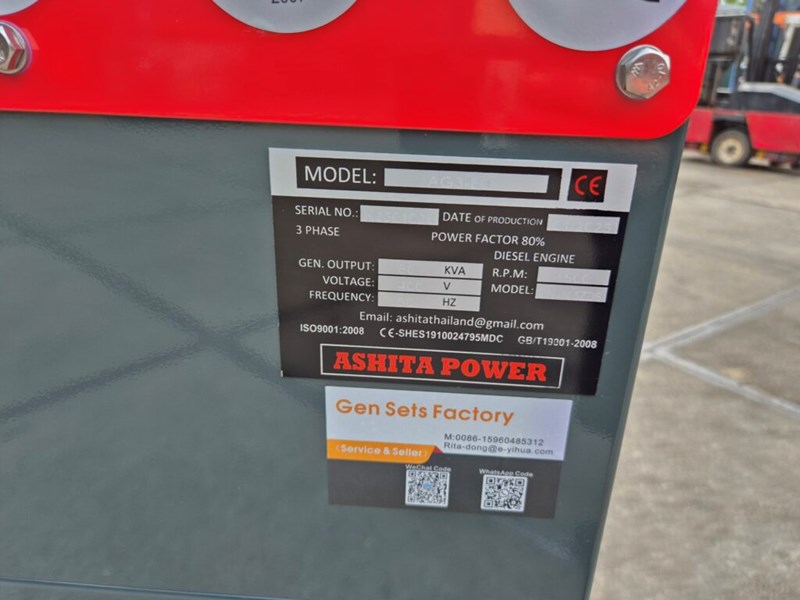 MODEL:
CE
SERIAL NO.: DATE OF PRODUCTION
3 PHASE POWER FACTOR 80%
DIESEL ENGINE
GEN. OUTPUT: KVA R.P.M:
VOLTAGE: V MODEL:
FREQUENCY: HZ
Email: ashitathailand@gmail.com
ISO9001:2008 CE-SHES1910024795MDC GB/T19001-2008
ASHITA POWER
Gen Sets Factory
(Service & Seller)
M:0086-15960485312
Rita-dong@e-yihua.com
WeChat Code WhatsApp Code